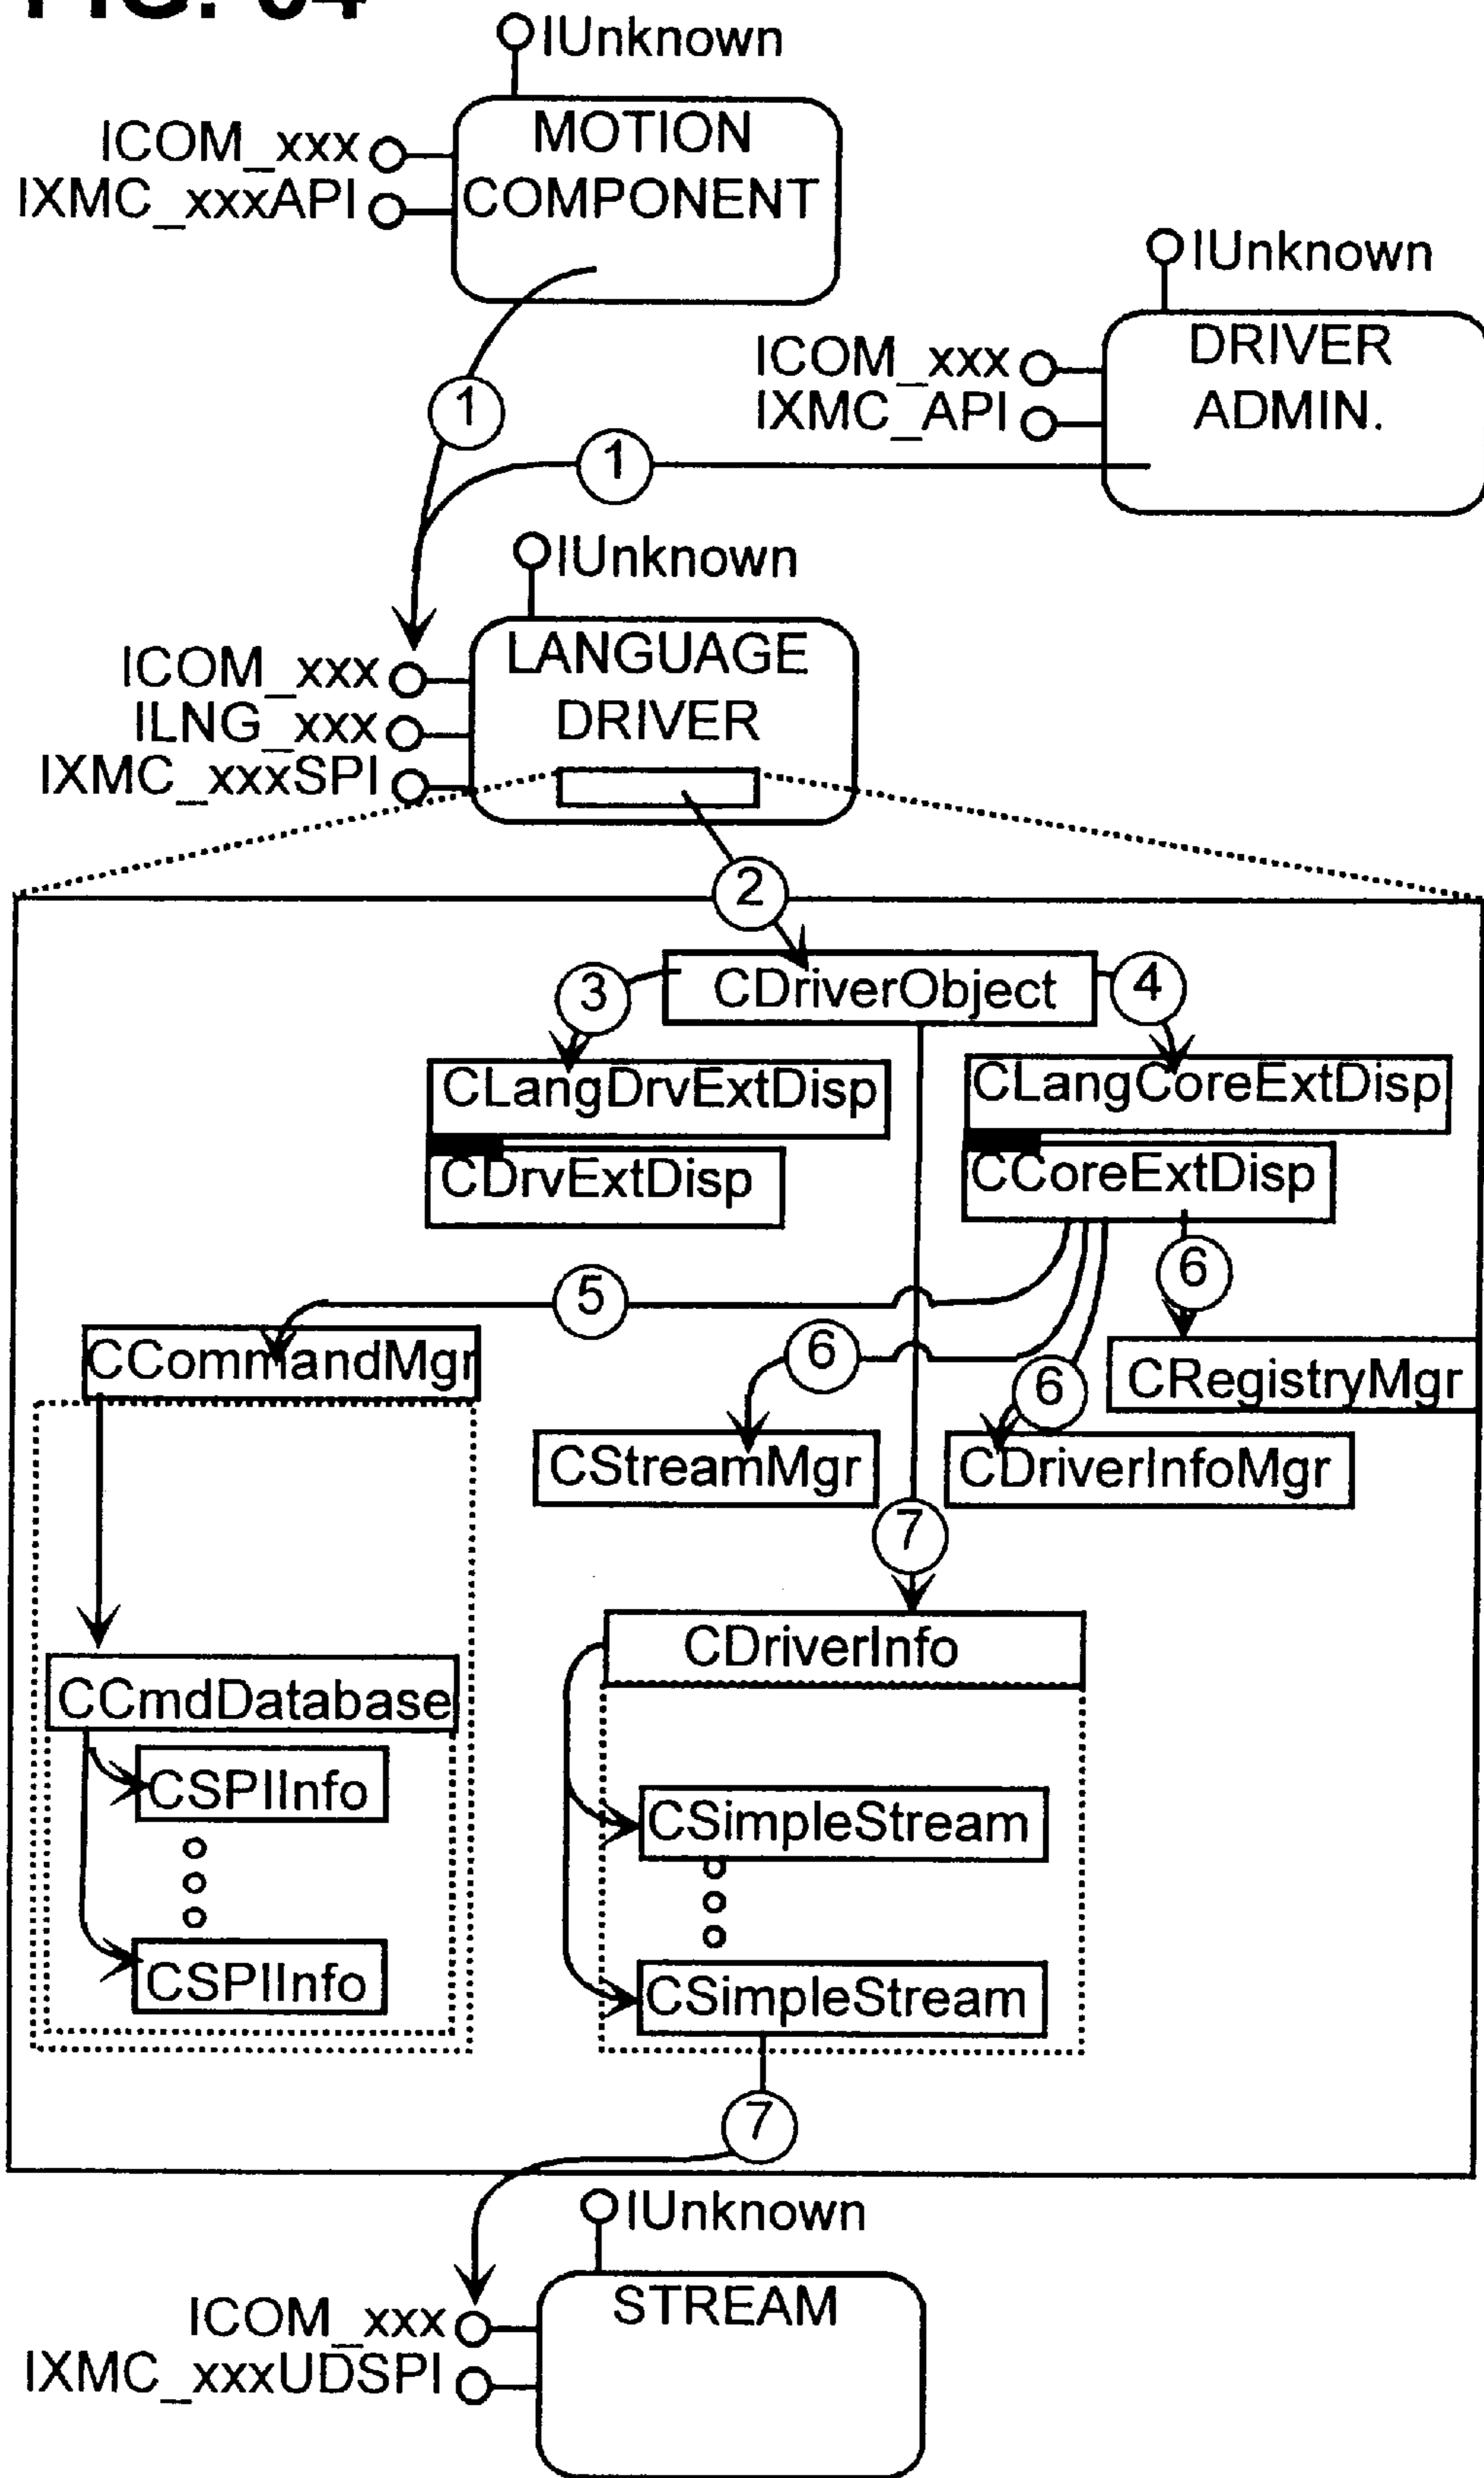 IUnknown
MOTION
COMPONENT
ICOM_xxx
IXMC_xxxAPI
IUnknown
DRIVER
ADMIN.
ICOM_xxx
IXMC_API
1
1
IUnknown
LANGUAGE
DRIVER
ICOM_xxx
ILNG_xxx
IXMC_xxxSPI
2
CDriverObject
3
4
CLangDrvExtDisp
CLangCoreExtDisp
CDrvExtDisp
CCoreExtDisp
6
5
6
6
CCommandMgr
CRegistryMgr
CStreamMgr
CDriverInfoMgr
7
CDriverInfo
CCmdDatabase
CSPIInfo
CSimpleStream
CSPIInfo
CSimpleStream
7
IUnknown
STREAM
ICOM_xxx
IXMC_xxxUDSPI